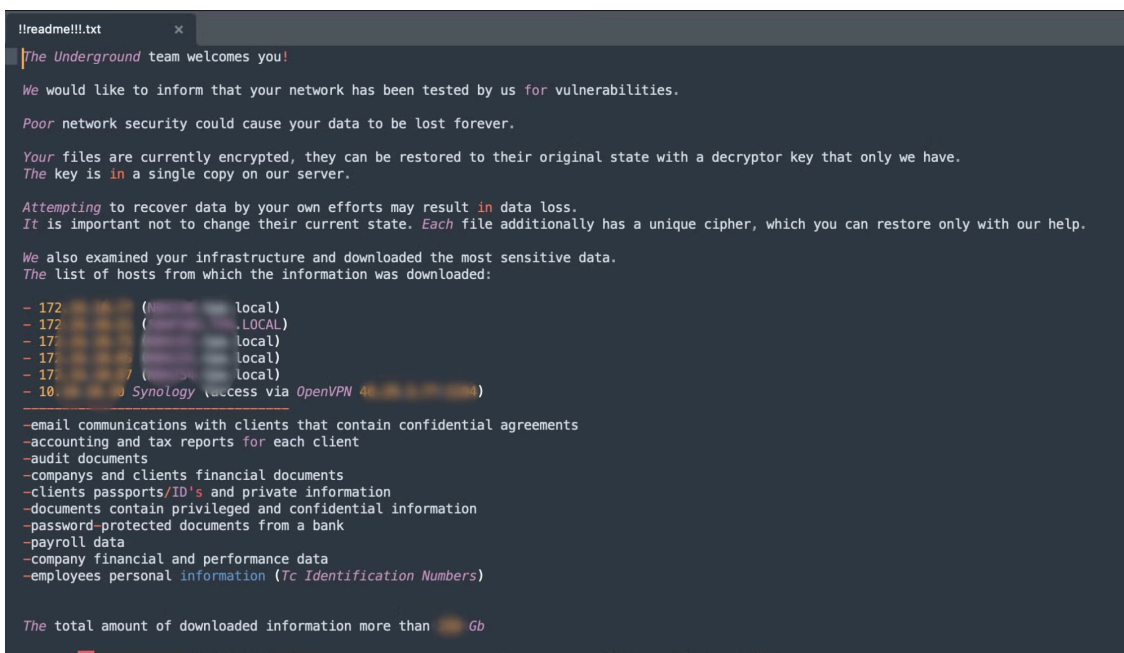 !!readme!!!.txt ×
The Underground team welcomes you!
We would like to inform that your network has been tested by us for vulnerabilities.
Poor network security could cause your data to be lost forever.
Your files are currently encrypted, they can be restored to their original state with a decryptor key that only we have.
The key is in a single copy on our server.
Attempting to recover data by your own efforts may result in data loss.
It is important not to change their current state. Each file additionally has a unique cipher, which you can restore only with our help.
We also examined your infrastructure and downloaded the most sensitive data.
The list of hosts from which the information was downloaded:
- 172 ( local)
- 172 ( .LOCAL)
- 17 ( local)
- 172 ( local)
- 17 7 ( local)
- 10. Synology (access via OpenVPN )
--------------------------------
-email communications with clients that contain confidential agreements
-accounting and tax reports for each client
-audit documents
-companys and clients financial documents
-clients passports/ID's and private information
-documents contain privileged and confidential information
-password-protected documents from a bank
-payroll data
-company financial and performance data
-employees personal information (Tc Identification Numbers)
The total amount of downloaded information more than Gb